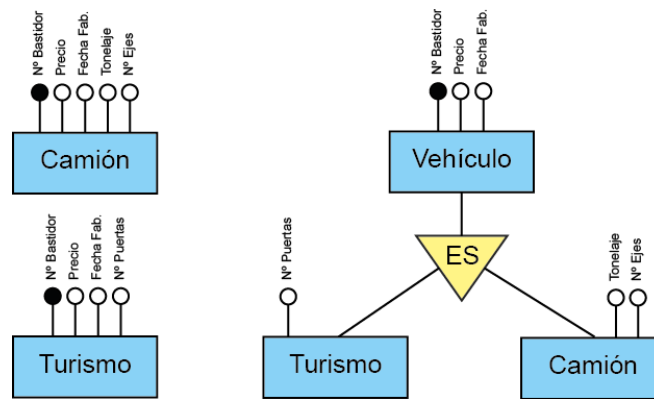 Nº Bastidor
Precio
Fecha Fab.
Tonelaje
Nº Ejes
Camión
Nº Bastidor
Precio
Fecha Fab.
Nº Puertas
Turismo
Nº Bastidor
Precio
Fecha Fab.
Vehículo
ES
Nº Puertas
Turismo
Tonelaje
Nº Ejes
Camión